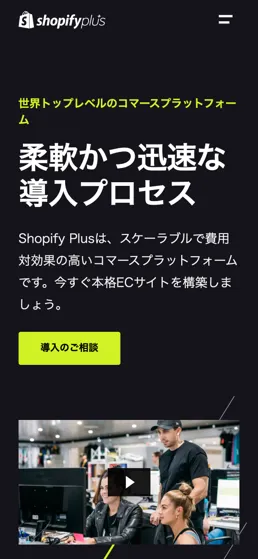 shopifyplus
世界トップレベルのコマースプラットフォー
ム
柔軟かつ迅速な
導入プロセス
Shopify Plusは、スケーラブルで費用
対効果の高いコマースプラットフォーム
です。今すぐ本格ECサイトを構築しま
しょう。
導入のご相談